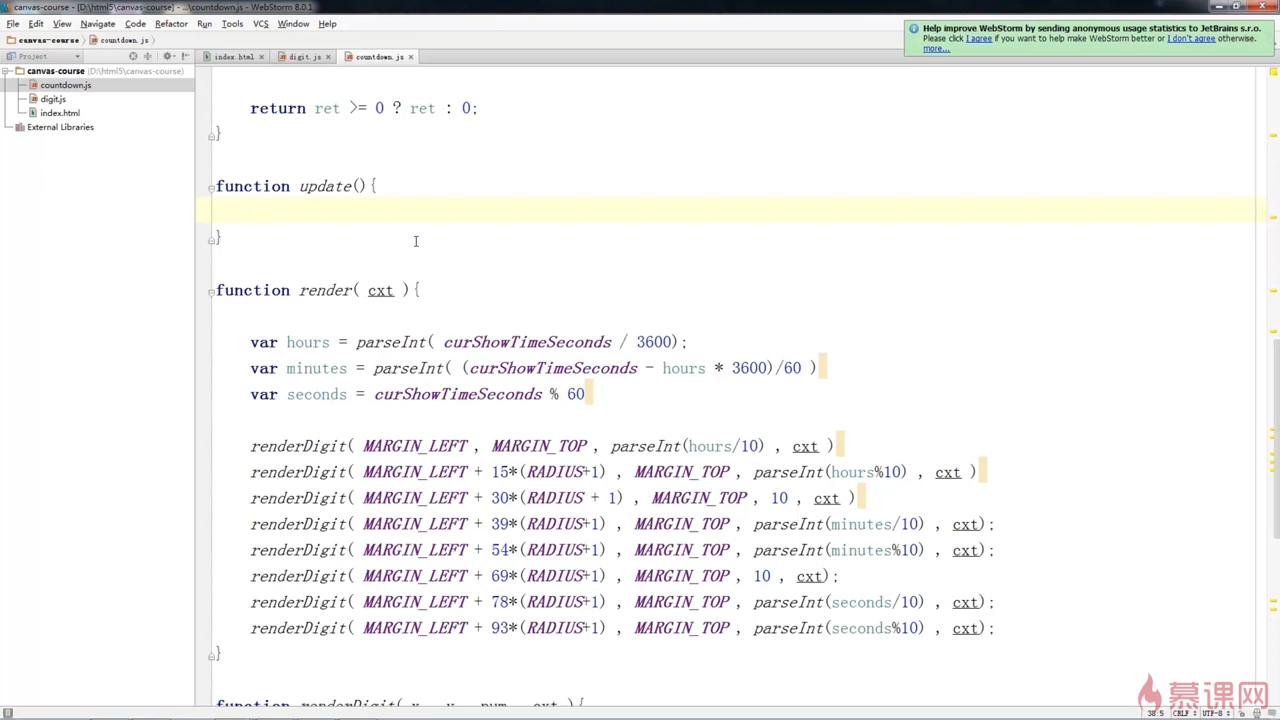 canvas-course - [D:\html5\canvas-course] - ...\countdown.js - WebStorm 8.0.1
File Edit View Navigate Code Refactor Run Tools VCS Window Help
canvas-course countdown.js
Help improve WebStorm by sending anonymous usage statistics to JetBrains s.r.o.
Please click I agree if you want to help make WebStorm better or I don't agree otherwise.
more...
Project index.html digit.js countdown.js
canvas-course (D:\html5\canvas-course)
countdown.js
digit.js
index.html
External Libraries
return ret >= 0 ? ret : 0;
}
function update(){
}
function render( cxt ){
var hours = parseInt( curShowTimeSeconds / 3600);
var minutes = parseInt( (curShowTimeSeconds - hours * 3600)/60 )
var seconds = curShowTimeSeconds % 60
renderDigit( MARGIN_LEFT , MARGIN_TOP , parseInt(hours/10) , cxt )
renderDigit( MARGIN_LEFT + 15*(RADIUS+1) , MARGIN_TOP , parseInt(hours%10) , cxt )
renderDigit( MARGIN_LEFT + 30*(RADIUS + 1) , MARGIN_TOP , 10 , cxt )
renderDigit( MARGIN_LEFT + 39*(RADIUS+1) , MARGIN_TOP , parseInt(minutes/10) , cxt);
renderDigit( MARGIN_LEFT + 54*(RADIUS+1) , MARGIN_TOP , parseInt(minutes%10) , cxt);
renderDigit( MARGIN_LEFT + 69*(RADIUS+1) , MARGIN_TOP , 10 , cxt);
renderDigit( MARGIN_LEFT + 78*(RADIUS+1) , MARGIN_TOP , parseInt(seconds/10) , cxt);
renderDigit( MARGIN_LEFT + 93*(RADIUS+1) , MARGIN_TOP , parseInt(seconds%10) , cxt);
}
function renderDigit( x , y , num , cxt ){
慕课网
38:5 CRLF UTF-8